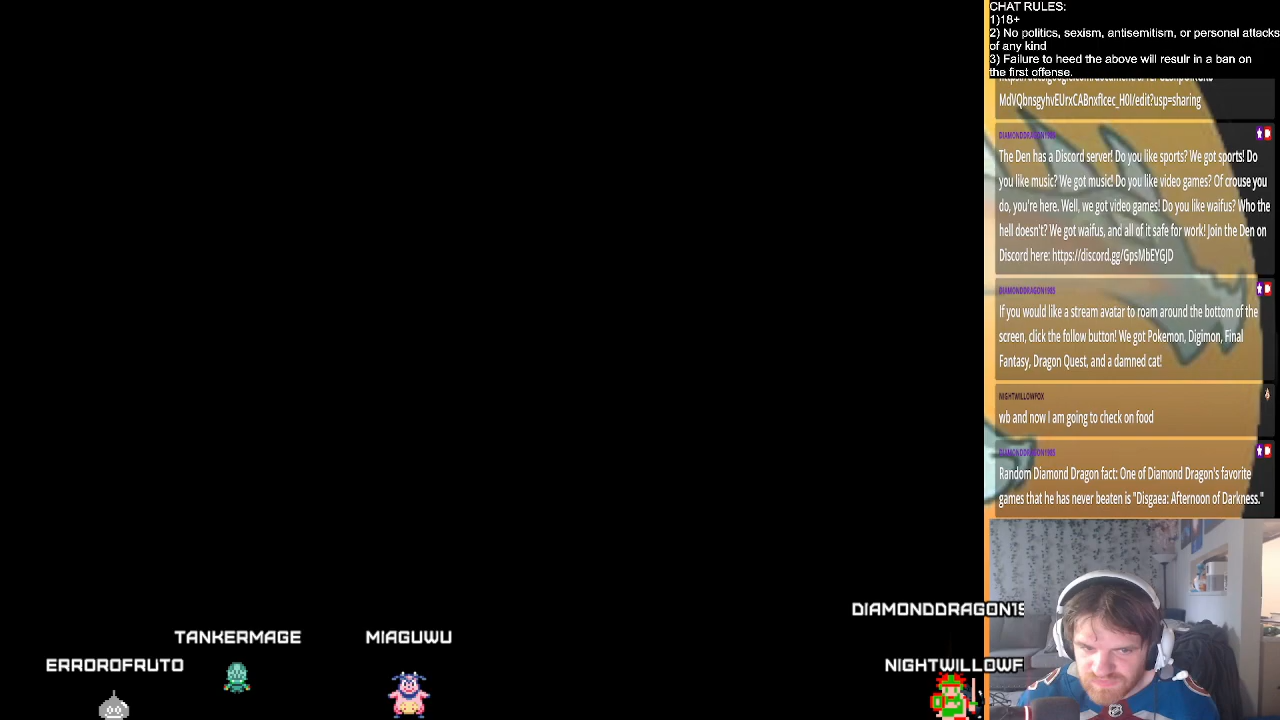 CHAT RULES:
1)18+
2) No politics, sexism, antisemitism, or personal attacks
of any kind
3) Failure to heed the above will resulr in a ban on
the first offense.
MdVQbnsgyhvEUrxCABnxflcec_H0I/edit?usp=sharing
DIAMONDDRAGON1985
The Den has a Discord server! Do you like sports? We got sports! Do
you like music? We got music! Do you like video games? Of crouse you
do, you're here. Well, we got video games! Do you like waifus? Who the
hell doesn't? We got waifus, and all of it safe for work! Join the Den on
Discord here: https://discord.gg/GpsMbEYGJD
DIAMONDDRAGON1985
If you would like a stream avatar to roam around the bottom of the
screen, click the follow button! We got Pokemon, Digimon, Final
Fantasy, Dragon Quest, and a damned cat!
NIGHTWILLOWFOX
wb and now I am going to check on food
DIAMONDDRAGON1985
Random Diamond Dragon fact: One of Diamond Dragon's favorite
games that he has never beaten is "Disgaea: Afternoon of Darkness."
DIAMONDDRAGON19
TANKERMAGE
MIAGUWU
ERROROFRUTO
NIGHTWILLOWF